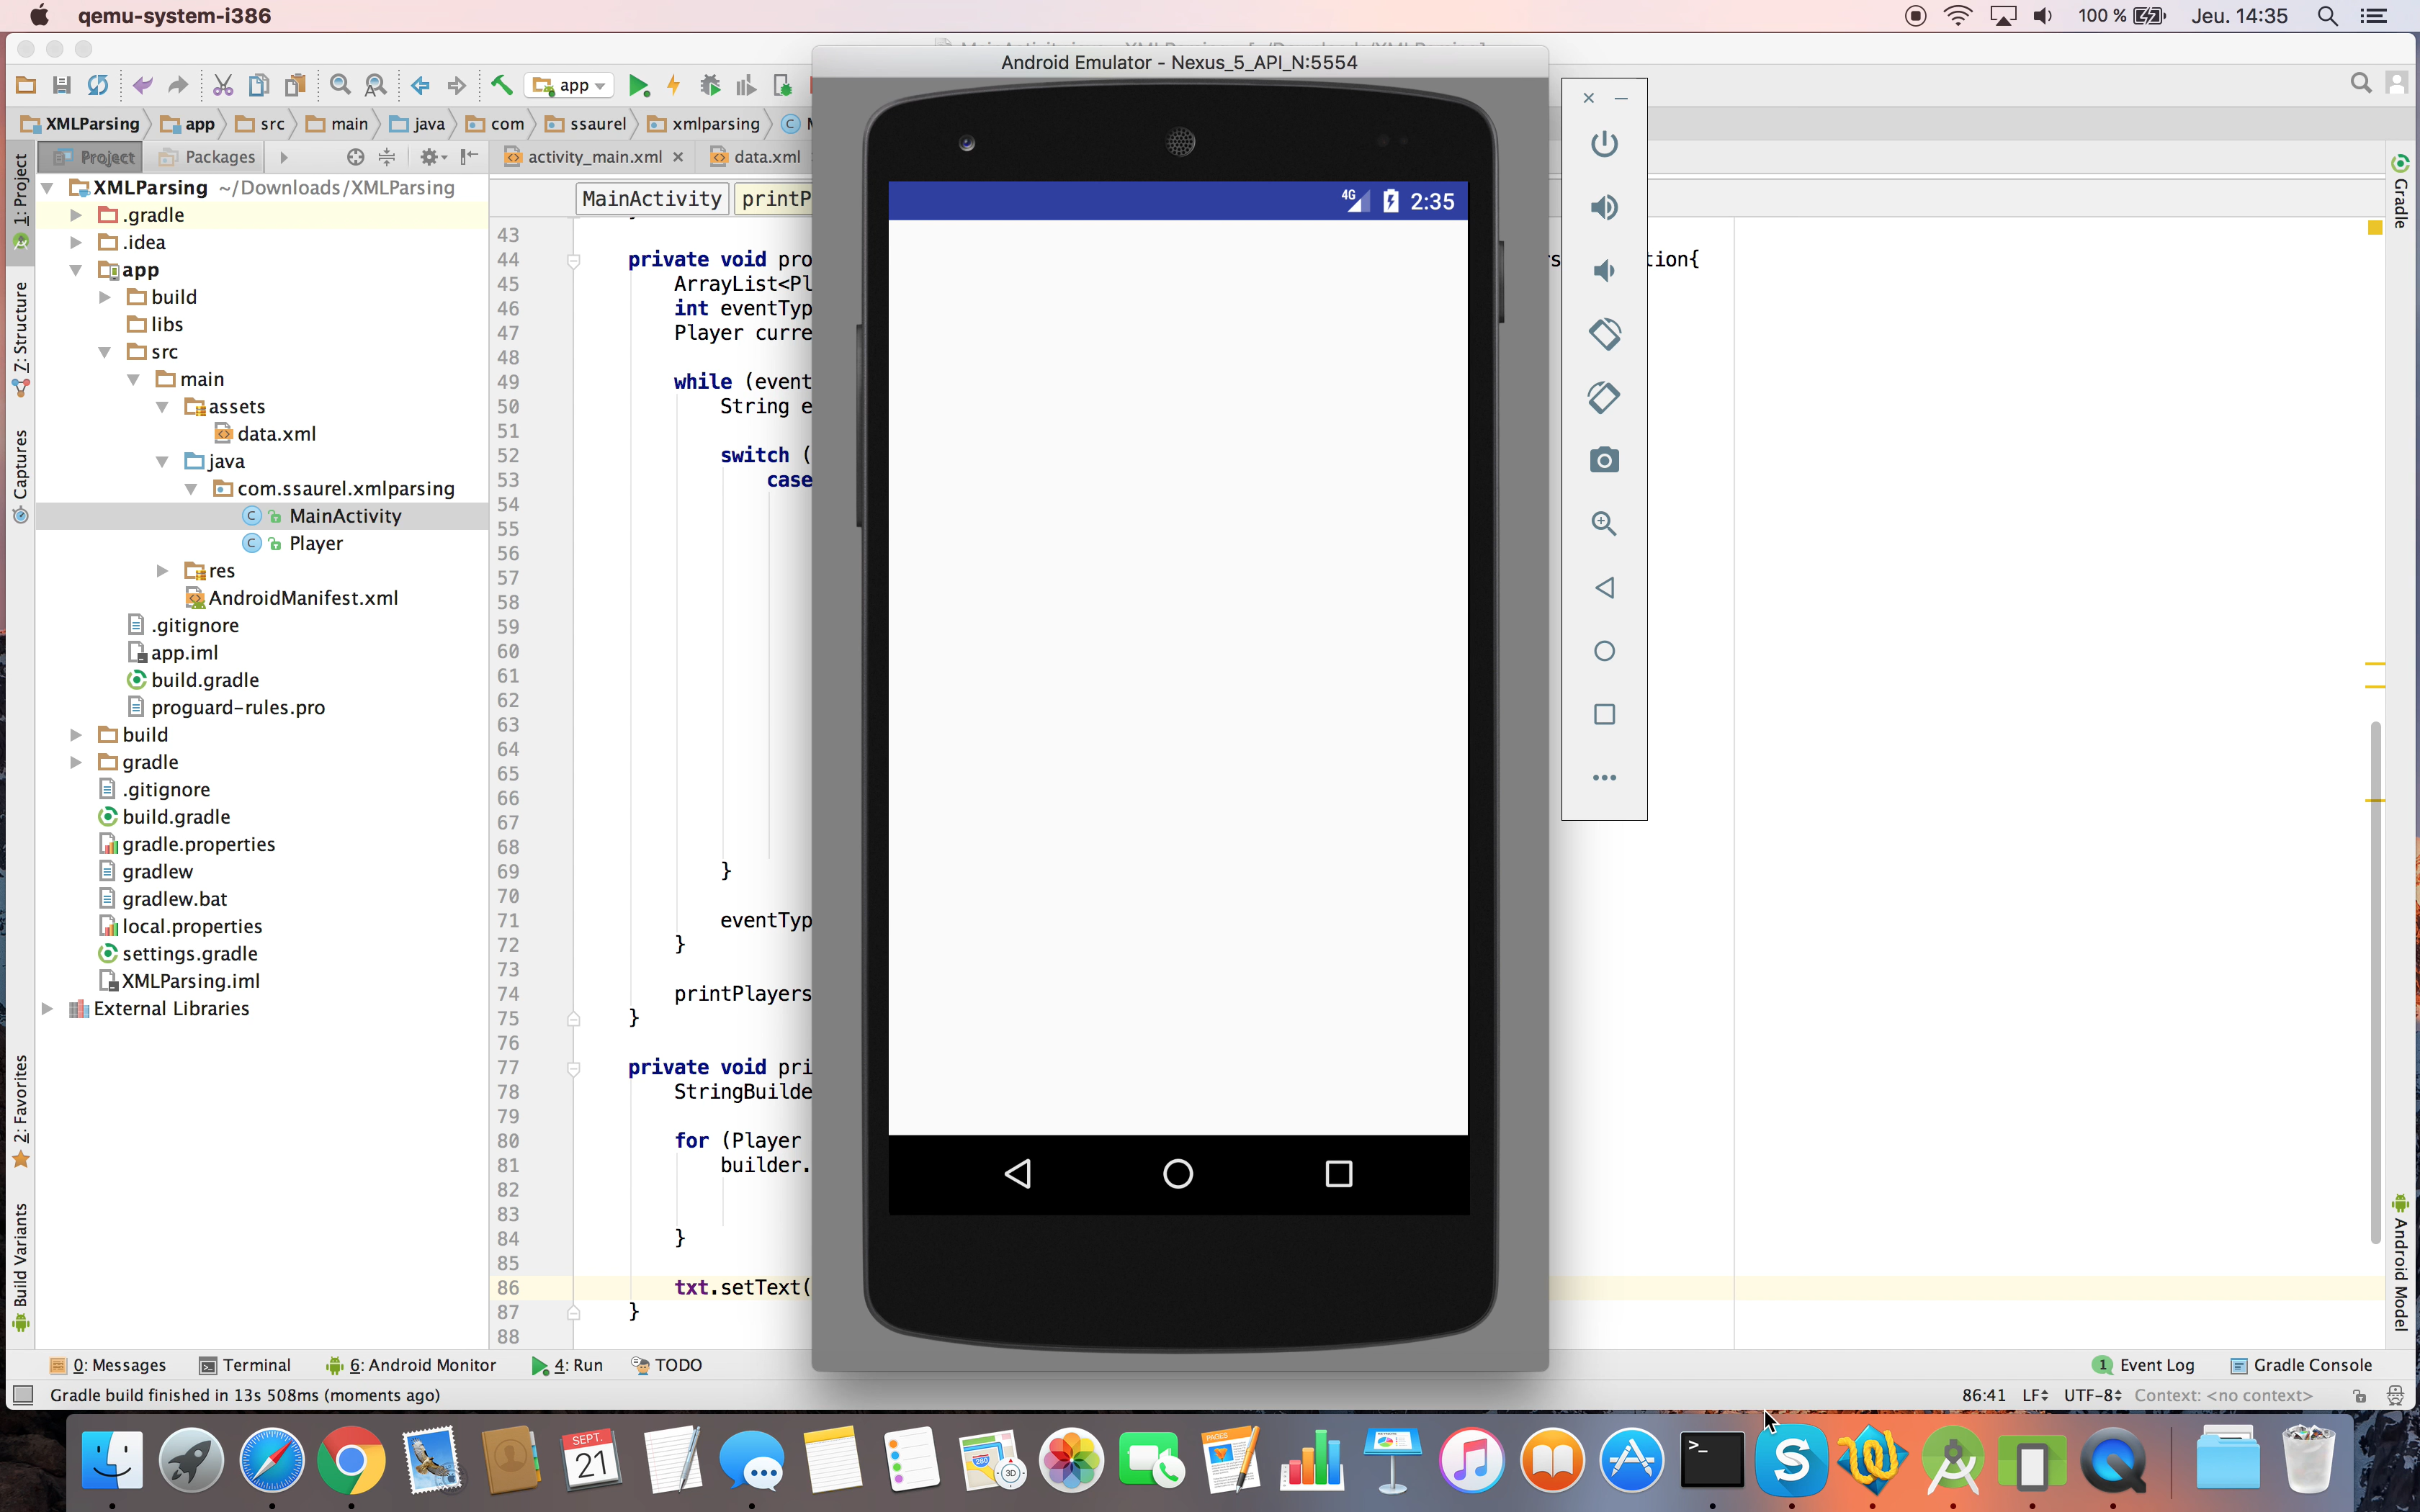 qemu-system-i386
100 %
Jeu. 14:35
Android Emulator - Nexus_5_API_N:5554
app
XMLParsing
app
src
main
java
com
ssaurel
xmlparsing
Project
Packages
activity_main.xml
data.xml
1: Project
Z: Structure
Captures
2: Favorites
Build Variants
XMLParsing ~/Downloads/XMLParsing
.gradle
.idea
app
build
libs
src
main
assets
data.xml
java
com.ssaurel.xmlparsing
MainActivity
Player
res
AndroidManifest.xml
.gitignore
app.iml
build.gradle
proguard-rules.pro
build
gradle
.gitignore
build.gradle
gradle.properties
gradlew
gradlew.bat
local.properties
settings.gradle
XMLParsing.iml
External Libraries
MainActivity
printP
43
44 private void pro
tion{
45 ArrayList<Pl
46 int eventTyp
47 Player curre
48
49 while (event
50 String e
51
52 switch (
53 case
54
55
56
57
58
59
60
61
62
63
64
65
66
67
68
69 }
70
71 eventTyp
72 }
73
74 printPlayers
75 }
76
77 private void pri
78 StringBuilde
79
80 for (Player
81 builder.
82
83
84 }
85
86 txt.setText(
87 }
88
4G
2:35
Gradle
Android Model
0: Messages
Terminal
6: Android Monitor
4: Run
TODO
1 Event Log
Gradle Console
Gradle build finished in 13s 508ms (moments ago)
86:41
LF
UTF-8
Context: <no context>
SEPT.
21
280
3D
PAGES
>_